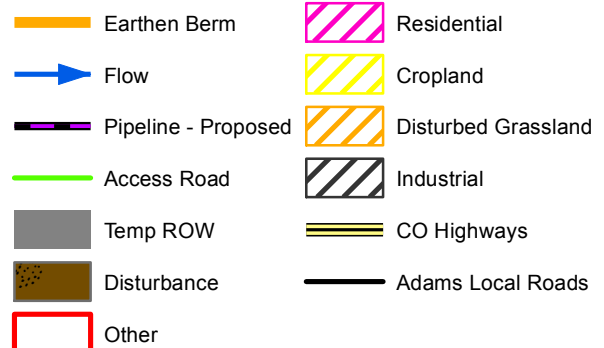 Earthen Berm
Flow
Pipeline - Proposed
Access Road
Temp ROW
Disturbance
Other
Residential
Cropland
Disturbed Grassland
Industrial
CO Highways
Adams Local Roads